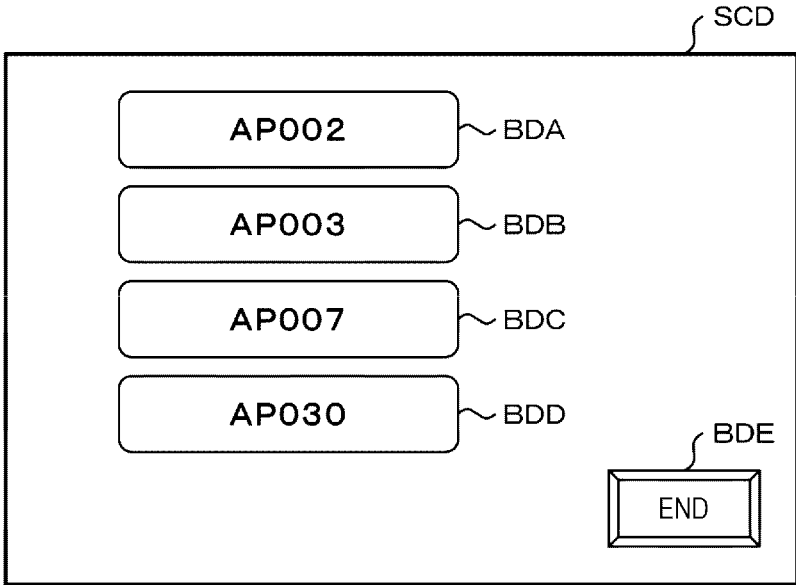 SCD
AP002 BDA
AP003 BDB
AP007 BDC
AP030 BDD
BDE
END